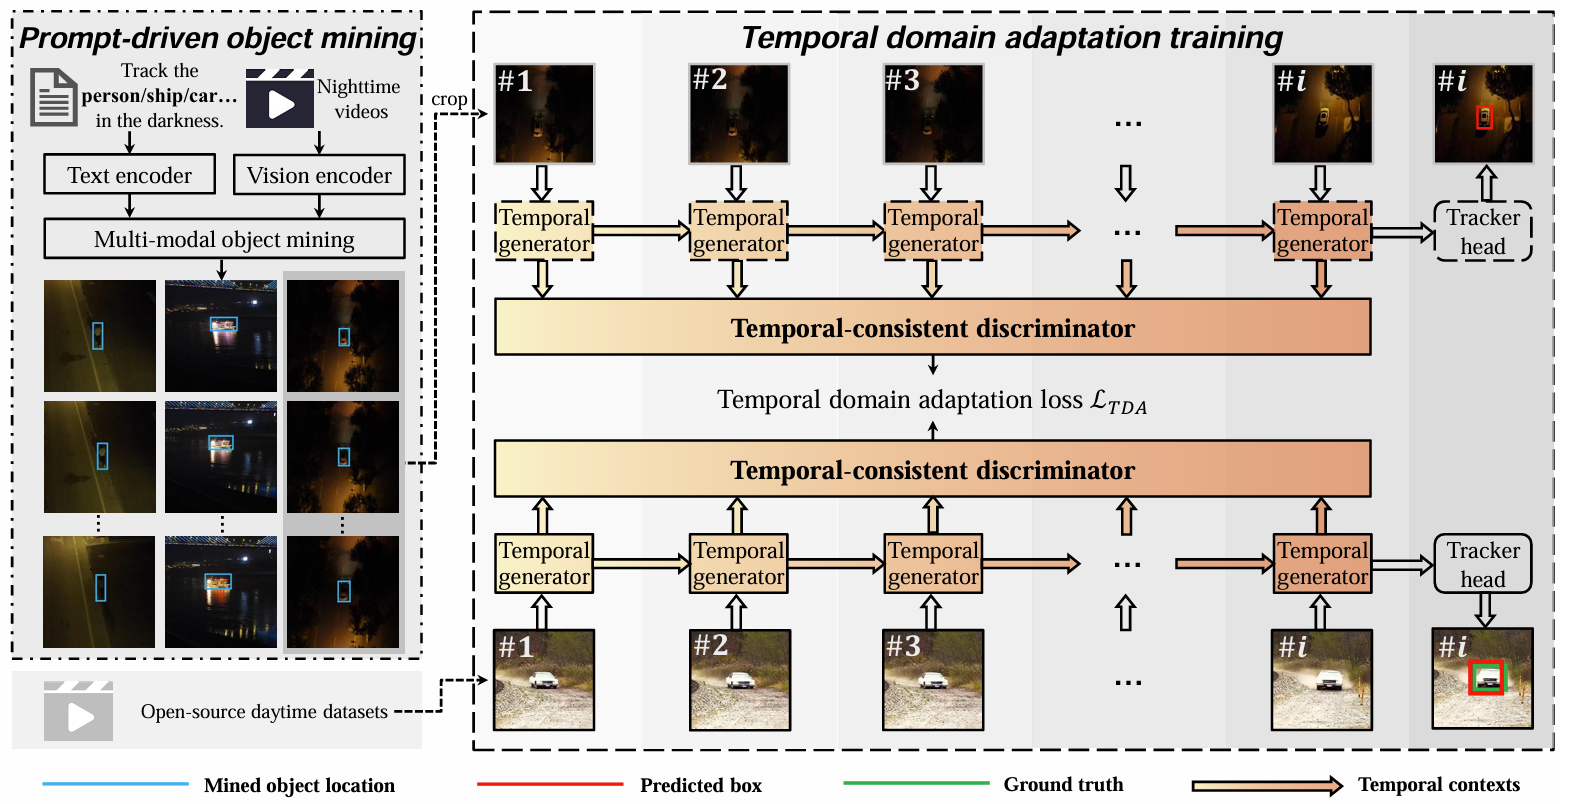 Prompt-driven object mining
Track the
person/ship/car...
in the darkness.
Nighttime
videos
Text encoder
Vision encoder
Multi-modal object mining
crop
Open-source daytime datasets
Temporal domain adaptation training
#1
#2
#3
...
#i
#i
Temporal
generator
Temporal
generator
Temporal
generator
...
Temporal
generator
Tracker
head
Temporal-consistent discriminator
Temporal domain adaptation loss ℒTDA
Temporal-consistent discriminator
Temporal
generator
Temporal
generator
Temporal
generator
...
Temporal
generator
Tracker
head
#1
#2
#3
...
#i
#i
Mined object location
Predicted box
Ground truth
Temporal contexts